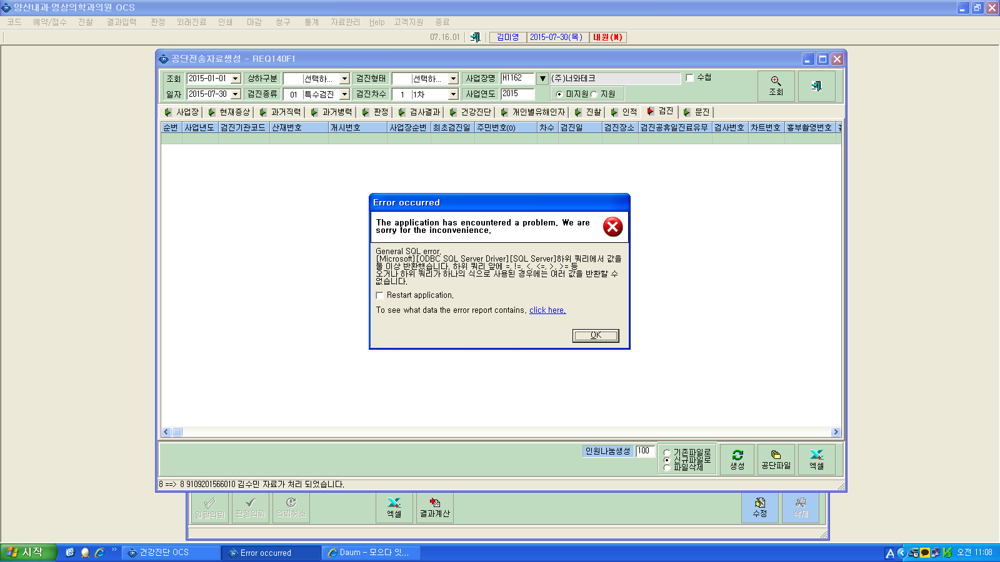 양산내과·영상의학과의원 OCS
코드 예약/접수 진찰 결과입력 판정 외래진료 인쇄 마감 청구 통계 자료관리 Help 고객지원 종료
07.16.01 김미영 2015-07-30(목) 내원(M)
공단전송자료생성 - REQ140F1
조회 2015-01-01 상하구분 선택하... 검진형태 선택하... 사업장명 H1162 (주)너와테크 수첩
일자 2015-07-30 검진종류 01 특수검진 검진차수 1 1차 사업연도 2015 미지원 지원
조회
사업장 현재증상 과거직력 과거병력 판정 검사결과 건강진단 개인별유해인자 진찰 인적 검진 문진
순번 사업년도 검진기관코드 산재번호 개시번호 사업장순번 최초검진일 주민번호(0) 차수 검진일 검진장소 검진공휴일진료유무 검사번호 차트번호 흉부촬영번호
Error occurred
The application has encountered a problem. We are
sorry for the inconvenience.
General SQL error.
[Microsoft][ODBC SQL Server Driver][SQL Server]하위 쿼리에서 값을
둘 이상 반환했습니다. 하위 쿼리 앞에 =, !=, <, <=, >, >= 등
오거나 하위 쿼리가 하나의 식으로 사용된 경우에는 여러 값을 반환할 수
없습니다.
Restart application.
To see what data the error report contains, click here.
OK
인원나눔생성 100
기존파일로
신규파일로
파일삭제
생성 공단파일 엑셀
8 ==> 8 9109201566010 김수민 자료가 처리 되었습니다.
일괄의뢰 판정의뢰 의뢰취소 엑셀 결과계산 수정 삭제
시작 건강진단 OCS Error occurred Daum - 모으다 잇... A 오전 11:08